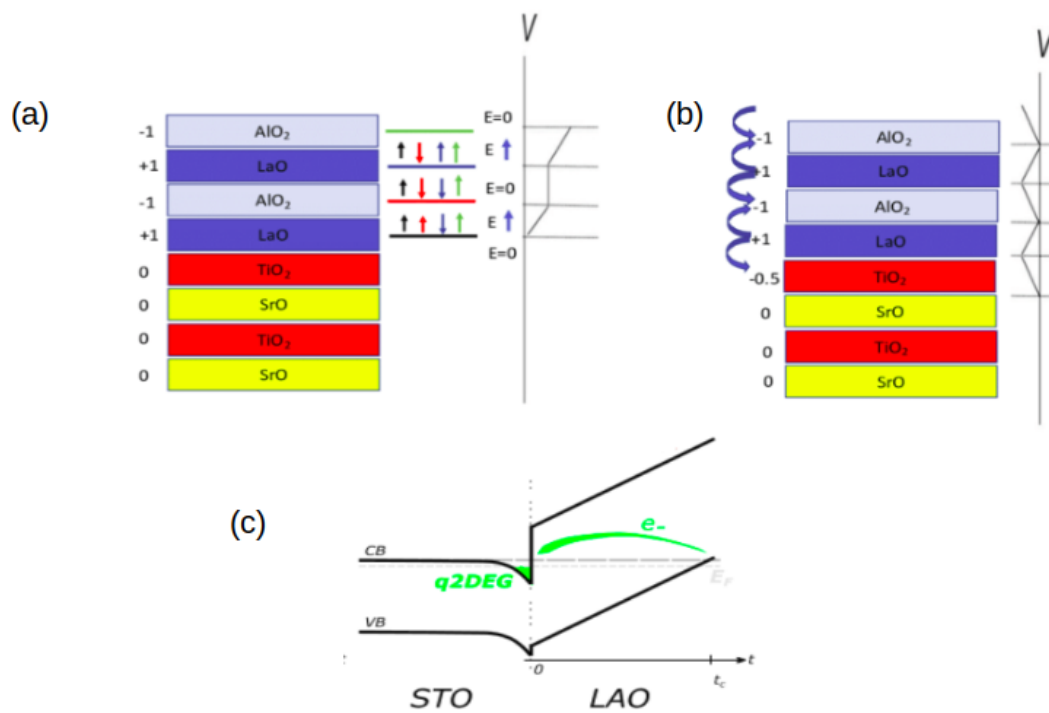 (a)
V
-1 AlO₂ E=0
+1 LaO E
-1 AlO₂ E=0
+1 LaO E
0 TiO₂ E=0
0 SrO
0 TiO₂
0 SrO
(b)
V
-1 AlO₂
+1 LaO
-1 AlO₂
+1 LaO
-0.5 TiO₂
0 SrO
0 TiO₂
0 SrO
(c)
e-
CB
q2DEG
E_F
VB
0 t
t_c
STO LAO